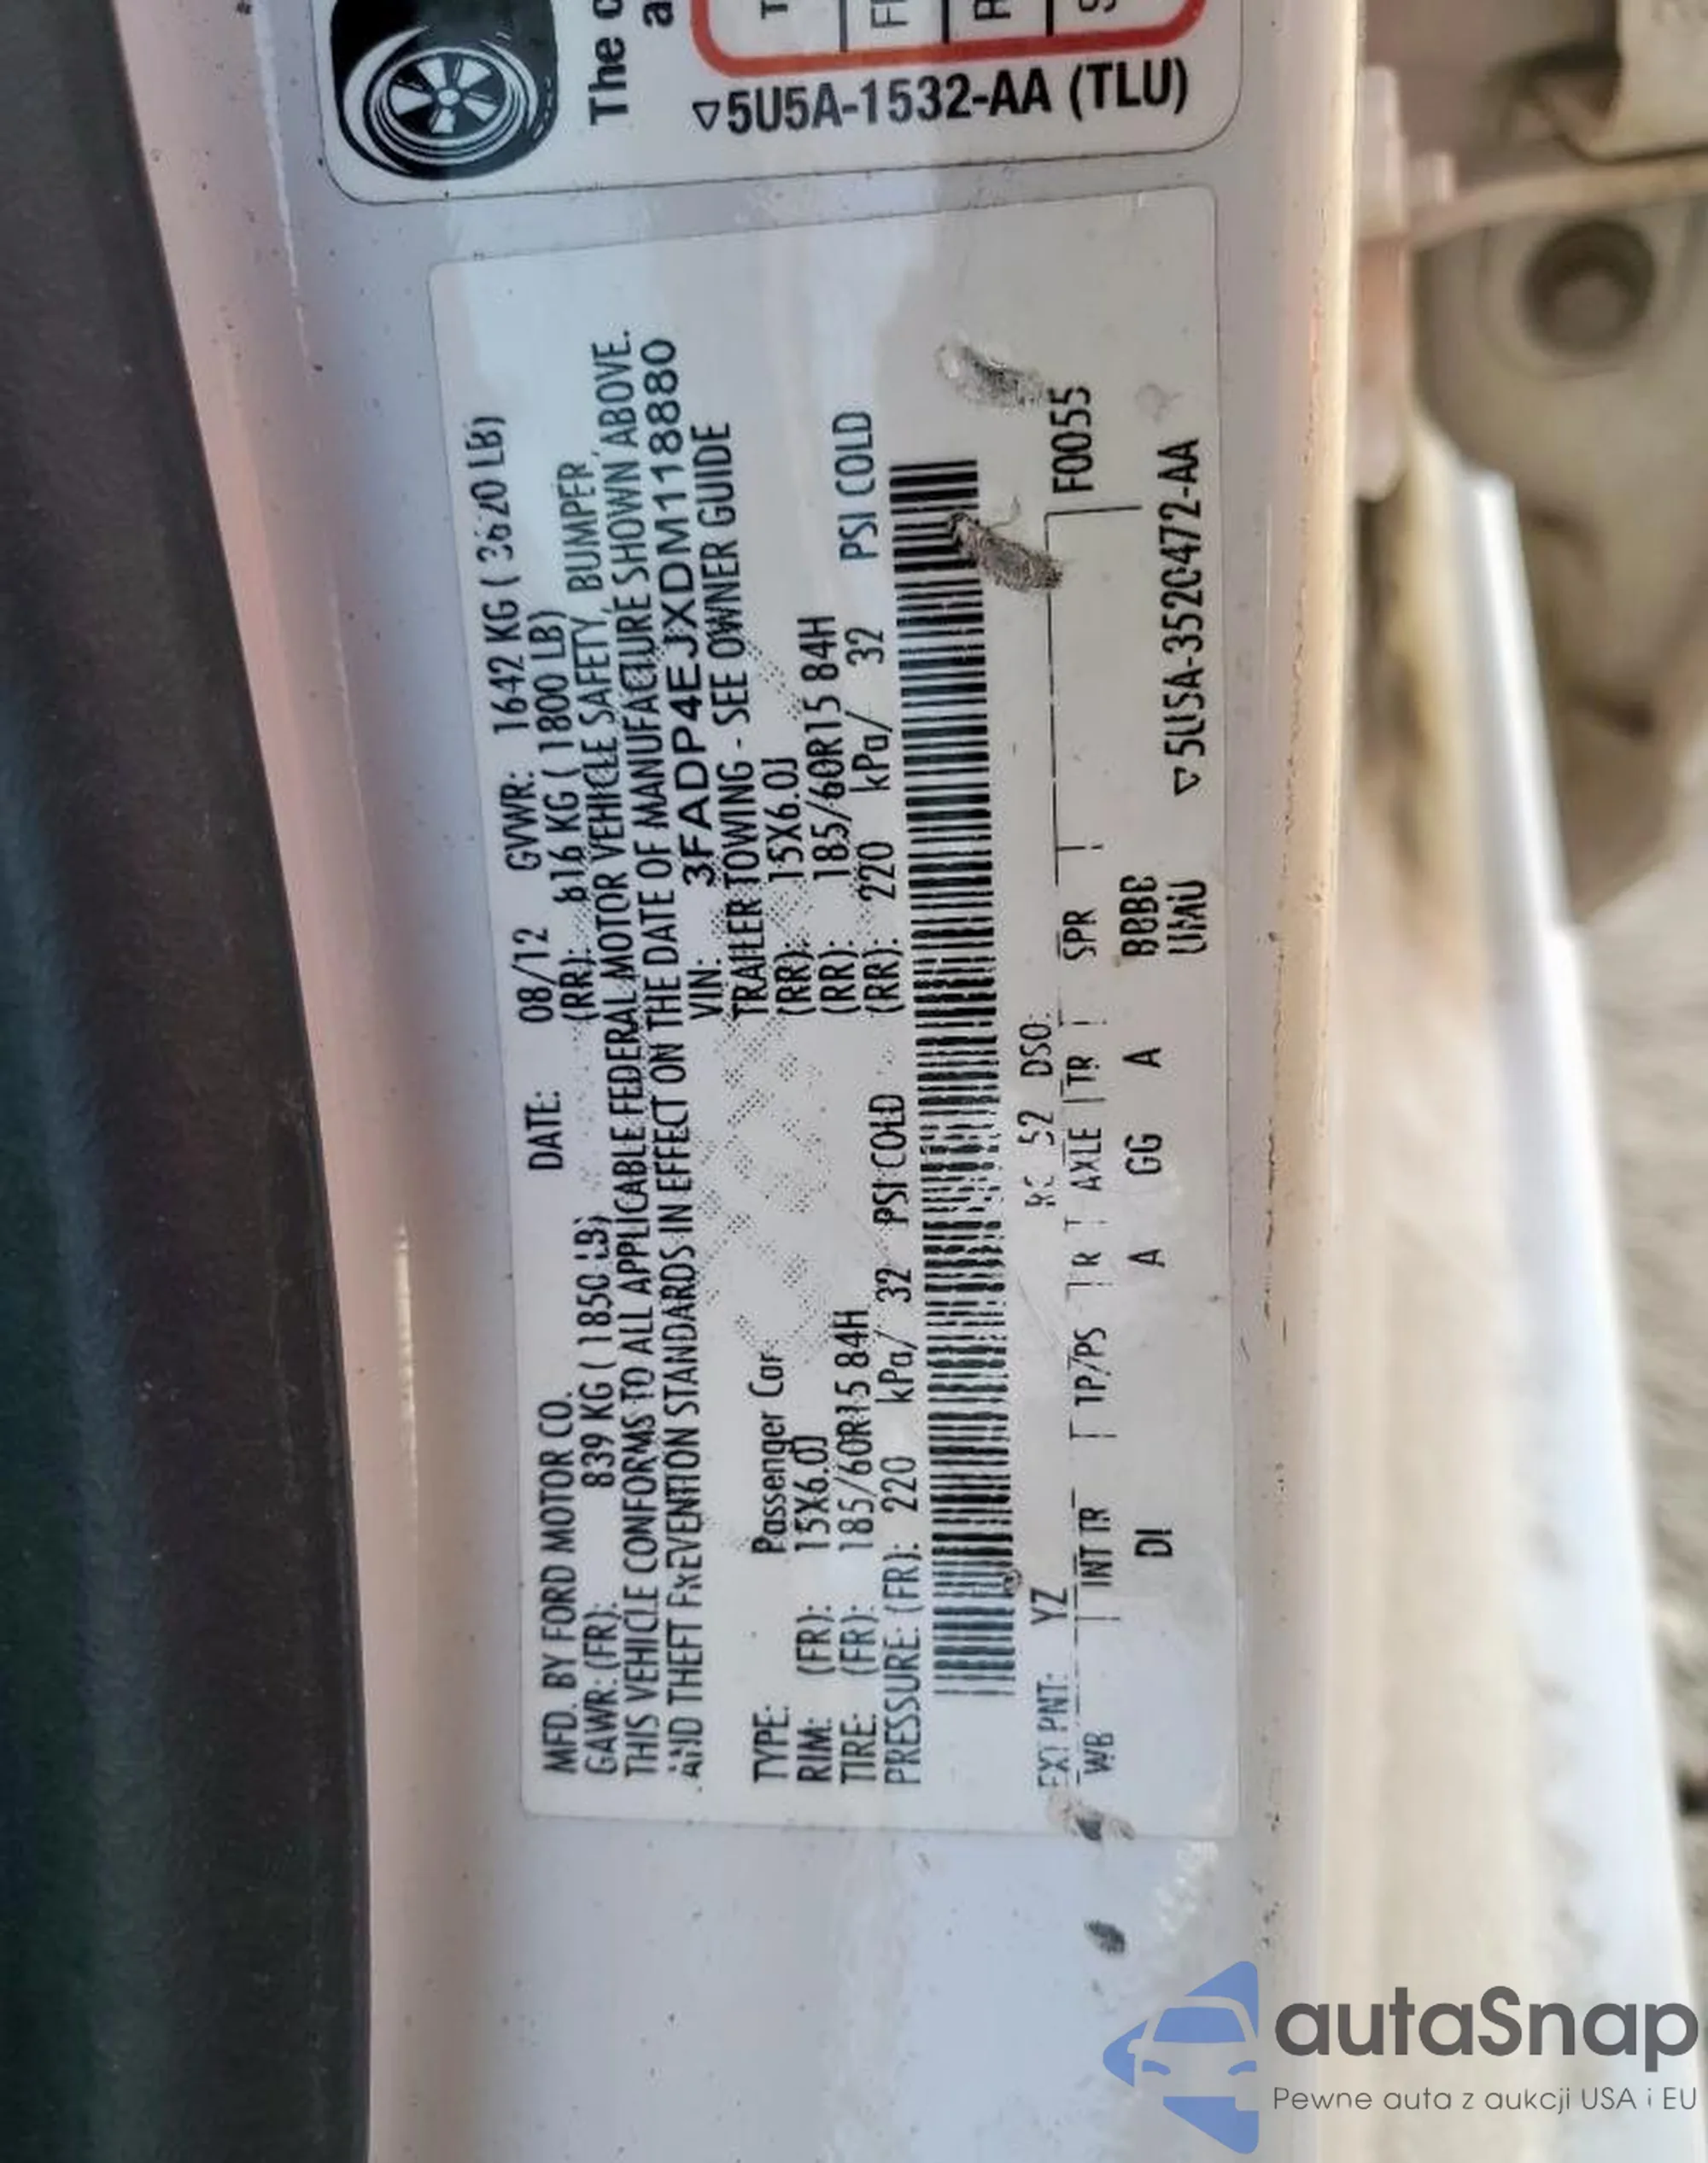 The c
a
▽5U5A-1532-AA (TLU)
MFD. BY FORD MOTOR CO. DATE: 08/12 GVWR: 1642 KG ( 3620 LB)
GAWR: (FR): 839 KG ( 1850 LB) (RR): 816 KG ( 1800 LB)
THIS VEHICLE CONFORMS TO ALL APPLICABLE FEDERAL MOTOR VEHICLE SAFETY, BUMPER,
AND THEFT PREVENTION STANDARDS IN EFFECT ON THE DATE OF MANUFACTURE SHOWN ABOVE.
VIN: 3FADP4EJXDM118880
TYPE: Passenger Car TRAILER TOWING - SEE OWNER GUIDE
RIM: (FR): 15X6.0J (RR): 15X6.0J
TIRE: (FR): 185/60R15 84H (RR): 185/60R15 84H
PRESSURE: (FR): 220 kPa/ 32 PSI COLD (RR): 220 kPa/ 32 PSI COLD
EXT PNT: YZ RC: 52 DSO: F0055
WB INT TR TP/PS R AXLE TR SPR
DI A GG A BBBB
UMU
▽5U5A-3520472-AA
autaSnap
Pewne auta z aukcji USA i EU